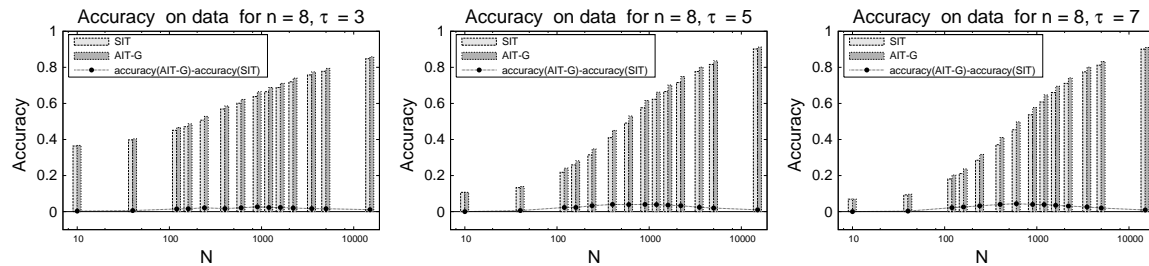 Accuracy on data for n = 8, τ = 3
Accuracy
1
0.8
0.6
0.4
0.2
0
SIT
AIT-G
accuracy(AIT-G)-accuracy(SIT)
10
100
1000
10000
N
Accuracy on data for n = 8, τ = 5
Accuracy
1
0.8
0.6
0.4
0.2
0
SIT
AIT-G
accuracy(AIT-G)-accuracy(SIT)
10
100
1000
10000
N
Accuracy on data for n = 8, τ = 7
Accuracy
1
0.8
0.6
0.4
0.2
0
SIT
AIT-G
accuracy(AIT-G)-accuracy(SIT)
10
100
1000
10000
N